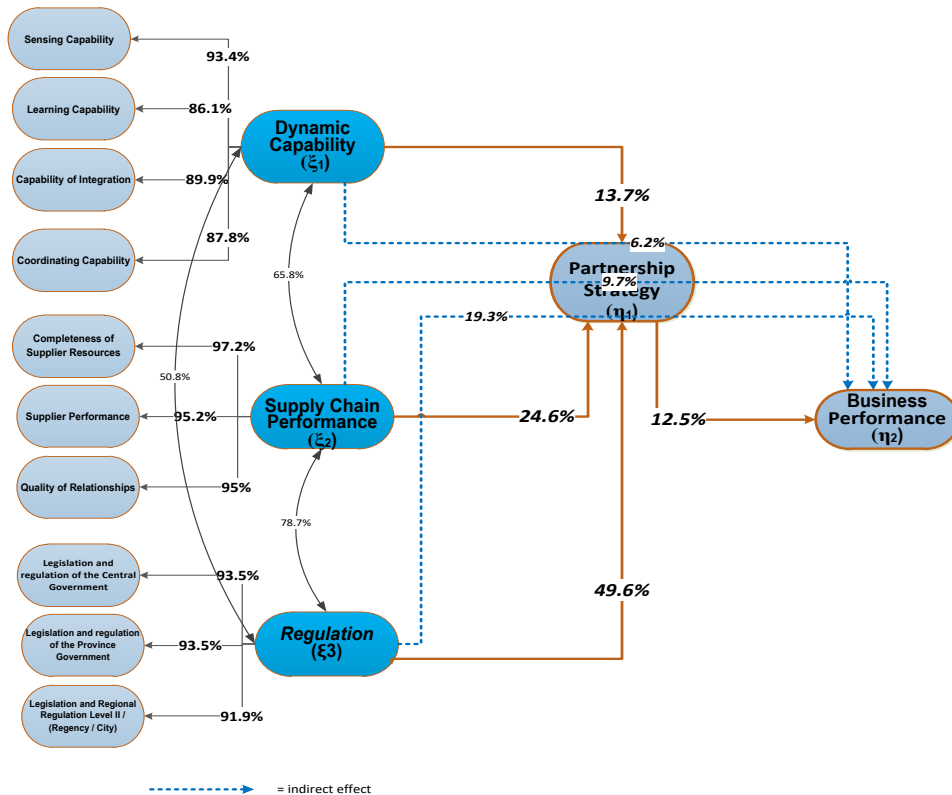 Sensing Capability
93.4%
Learning Capability
86.1%
Dynamic
Capability
(ξ1)
Capability of Integration
89.9%
13.7%
87.8%
Coordinating Capability
6.2%
65.8%
Partnership
Strategy
(η1)
9.7%
19.3%
Completeness of
Supplier Resources
97.2%
50.8%
Supplier Performance
95.2%
Supply Chain
Performance
(ξ2)
24.6%
12.5%
Business
Performance
(η2)
Quality of Relationships
95%
78.7%
Legislation and
regulation of the Central
Government
93.5%
49.6%
Legislation and regulation
of the Province
Government
93.5%
Regulation
(ξ3)
Legislation and Regional
Regulation Level II /
(Regency / City)
91.9%
= indirect effect